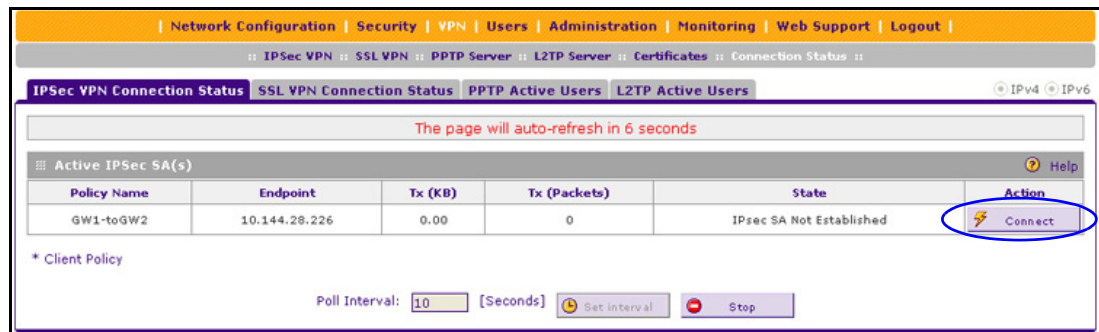 | Network Configuration | Security | VPN | Users | Administration | Monitoring | Web Support | Logout |
:: IPSec VPN :: SSL VPN :: PPTP Server :: L2TP Server :: Certificates :: Connection Status ::
IPSec VPN Connection Status SSL VPN Connection Status PPTP Active Users L2TP Active Users IPv4 IPv6
The page will auto-refresh in 6 seconds
Active IPSec SA(s) Help
Policy Name Endpoint Tx (KB) Tx (Packets) State Action
GW1-toGW2 10.144.28.226 0.00 0 IPsec SA Not Established Connect
* Client Policy
Poll Interval: 10 [Seconds] Set interval Stop